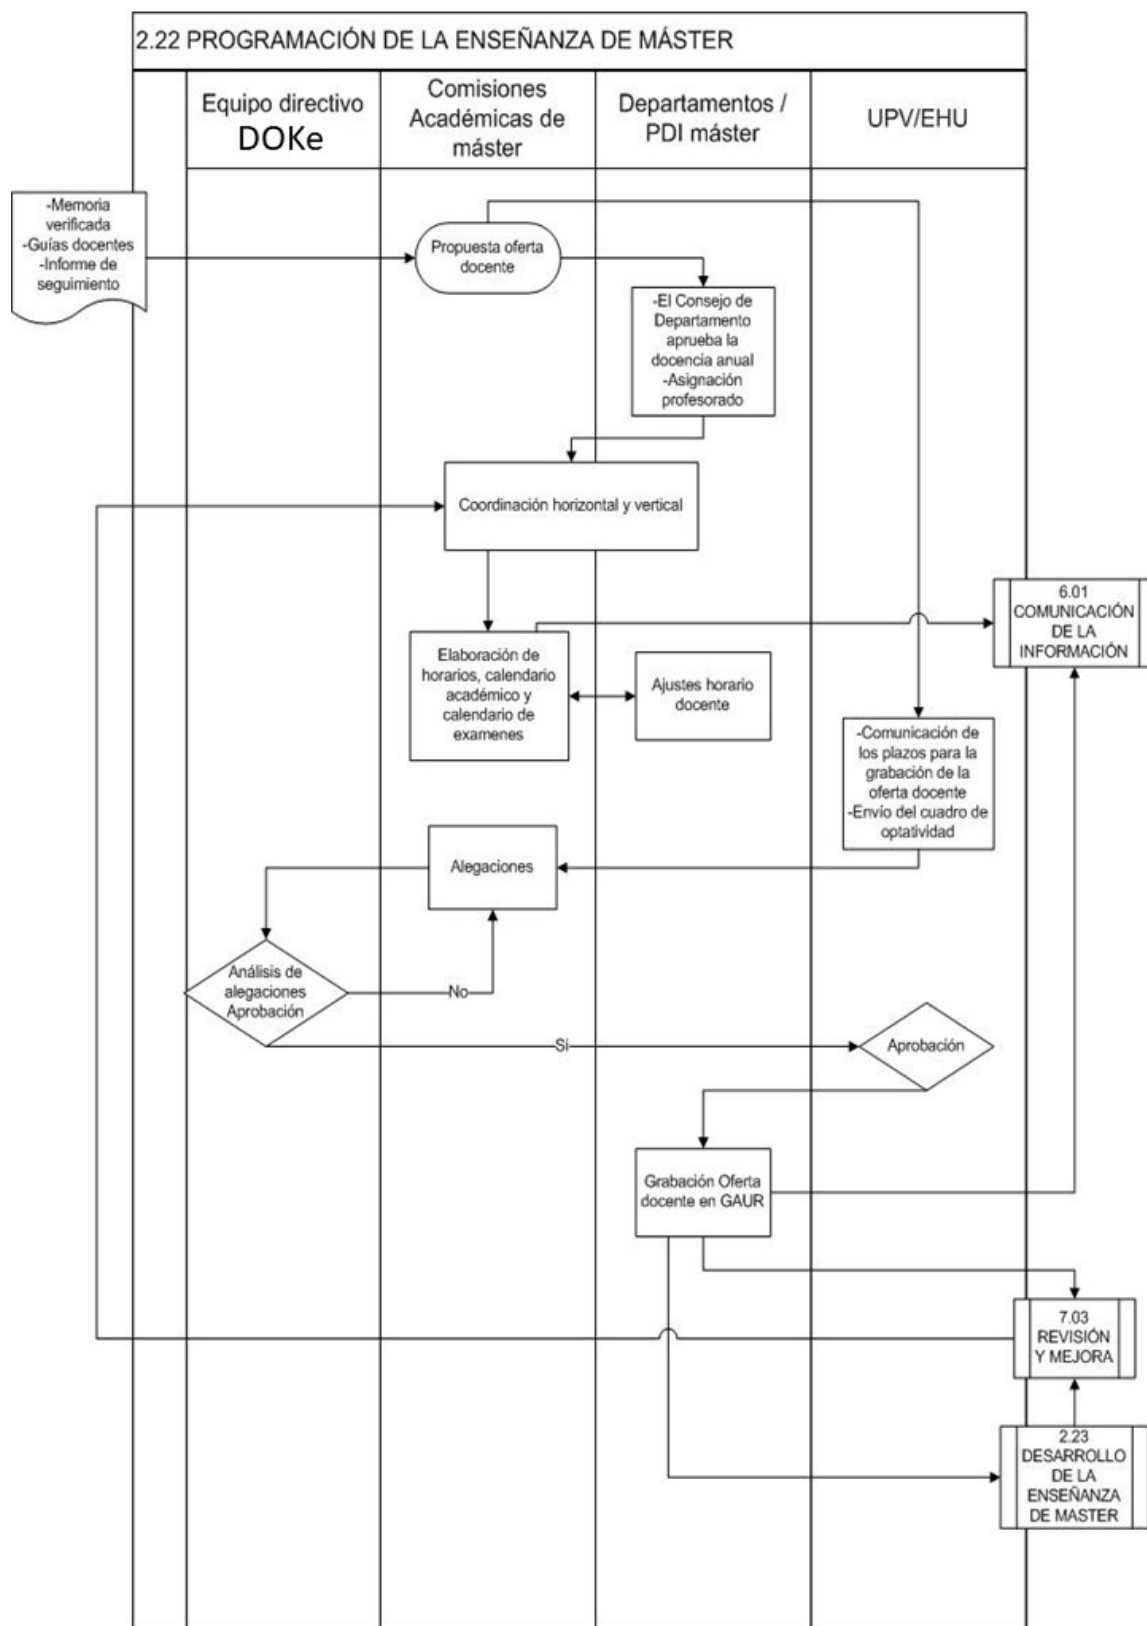 2.22 PROGRAMACIÓN DE LA ENSEÑANZA DE MÁSTER
Equipo directivo
DOKe
Comisiones
Académicas de
máster
Departamentos /
PDI máster
UPV/EHU
-Memoria
verificada
-Guías docentes
-Informe de
seguimiento
Propuesta oferta
docente
-El Consejo de
Departamento
aprueba la
docencia anual
-Asignación
profesorado
Coordinación horizontal y vertical
6.01
COMUNICACIÓN
DE LA
INFORMACIÓN
Elaboración de
horarios, calendario
académico y
calendario de
examenes
Ajustes horario
docente
-Comunicación de
los plazos para la
grabación de la
oferta docente
-Envío del cuadro de
optatividad
Alegaciones
Análisis de
alegaciones
Aprobación
No
Si
Aprobación
Grabación Oferta
docente en GAUR
7.03
REVISIÓN
Y MEJORA
2.23
DESARROLLO
DE LA
ENSEÑANZA
DE MASTER